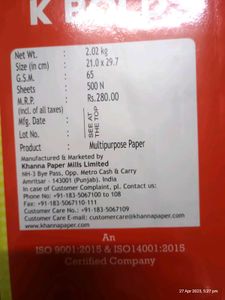 K BOLD
Net Wt. : 2.02 kg
Size (in cm) : 21.0 x 29.7
G.S.M. : 65
Sheets : 500 N
M.R.P. : Rs.280.00
(incl. of all taxes)
Mfg. Date : SEE AT
Lot No. : THE TOP
Product : Multipurpose Paper
Manufactured & Marketed by
Khanna Paper Mills Limited
NH-3 Bye Pass, Opp. Metro Cash & Carry
Amritsar - 143001 (Punjab). India
In case of Customer Complaint, pl. Contact us:
Phone No: +91-183-5067100 to 108
Fax: +91-183-5067110-111
Customer Care No.: +91-183-5067109
Customer Care E-mail: customercare@khannapaper.com
An
ISO 9001:2015 & ISO14001:2015
Certified Company
27 Apr 2023, 5:27 pm